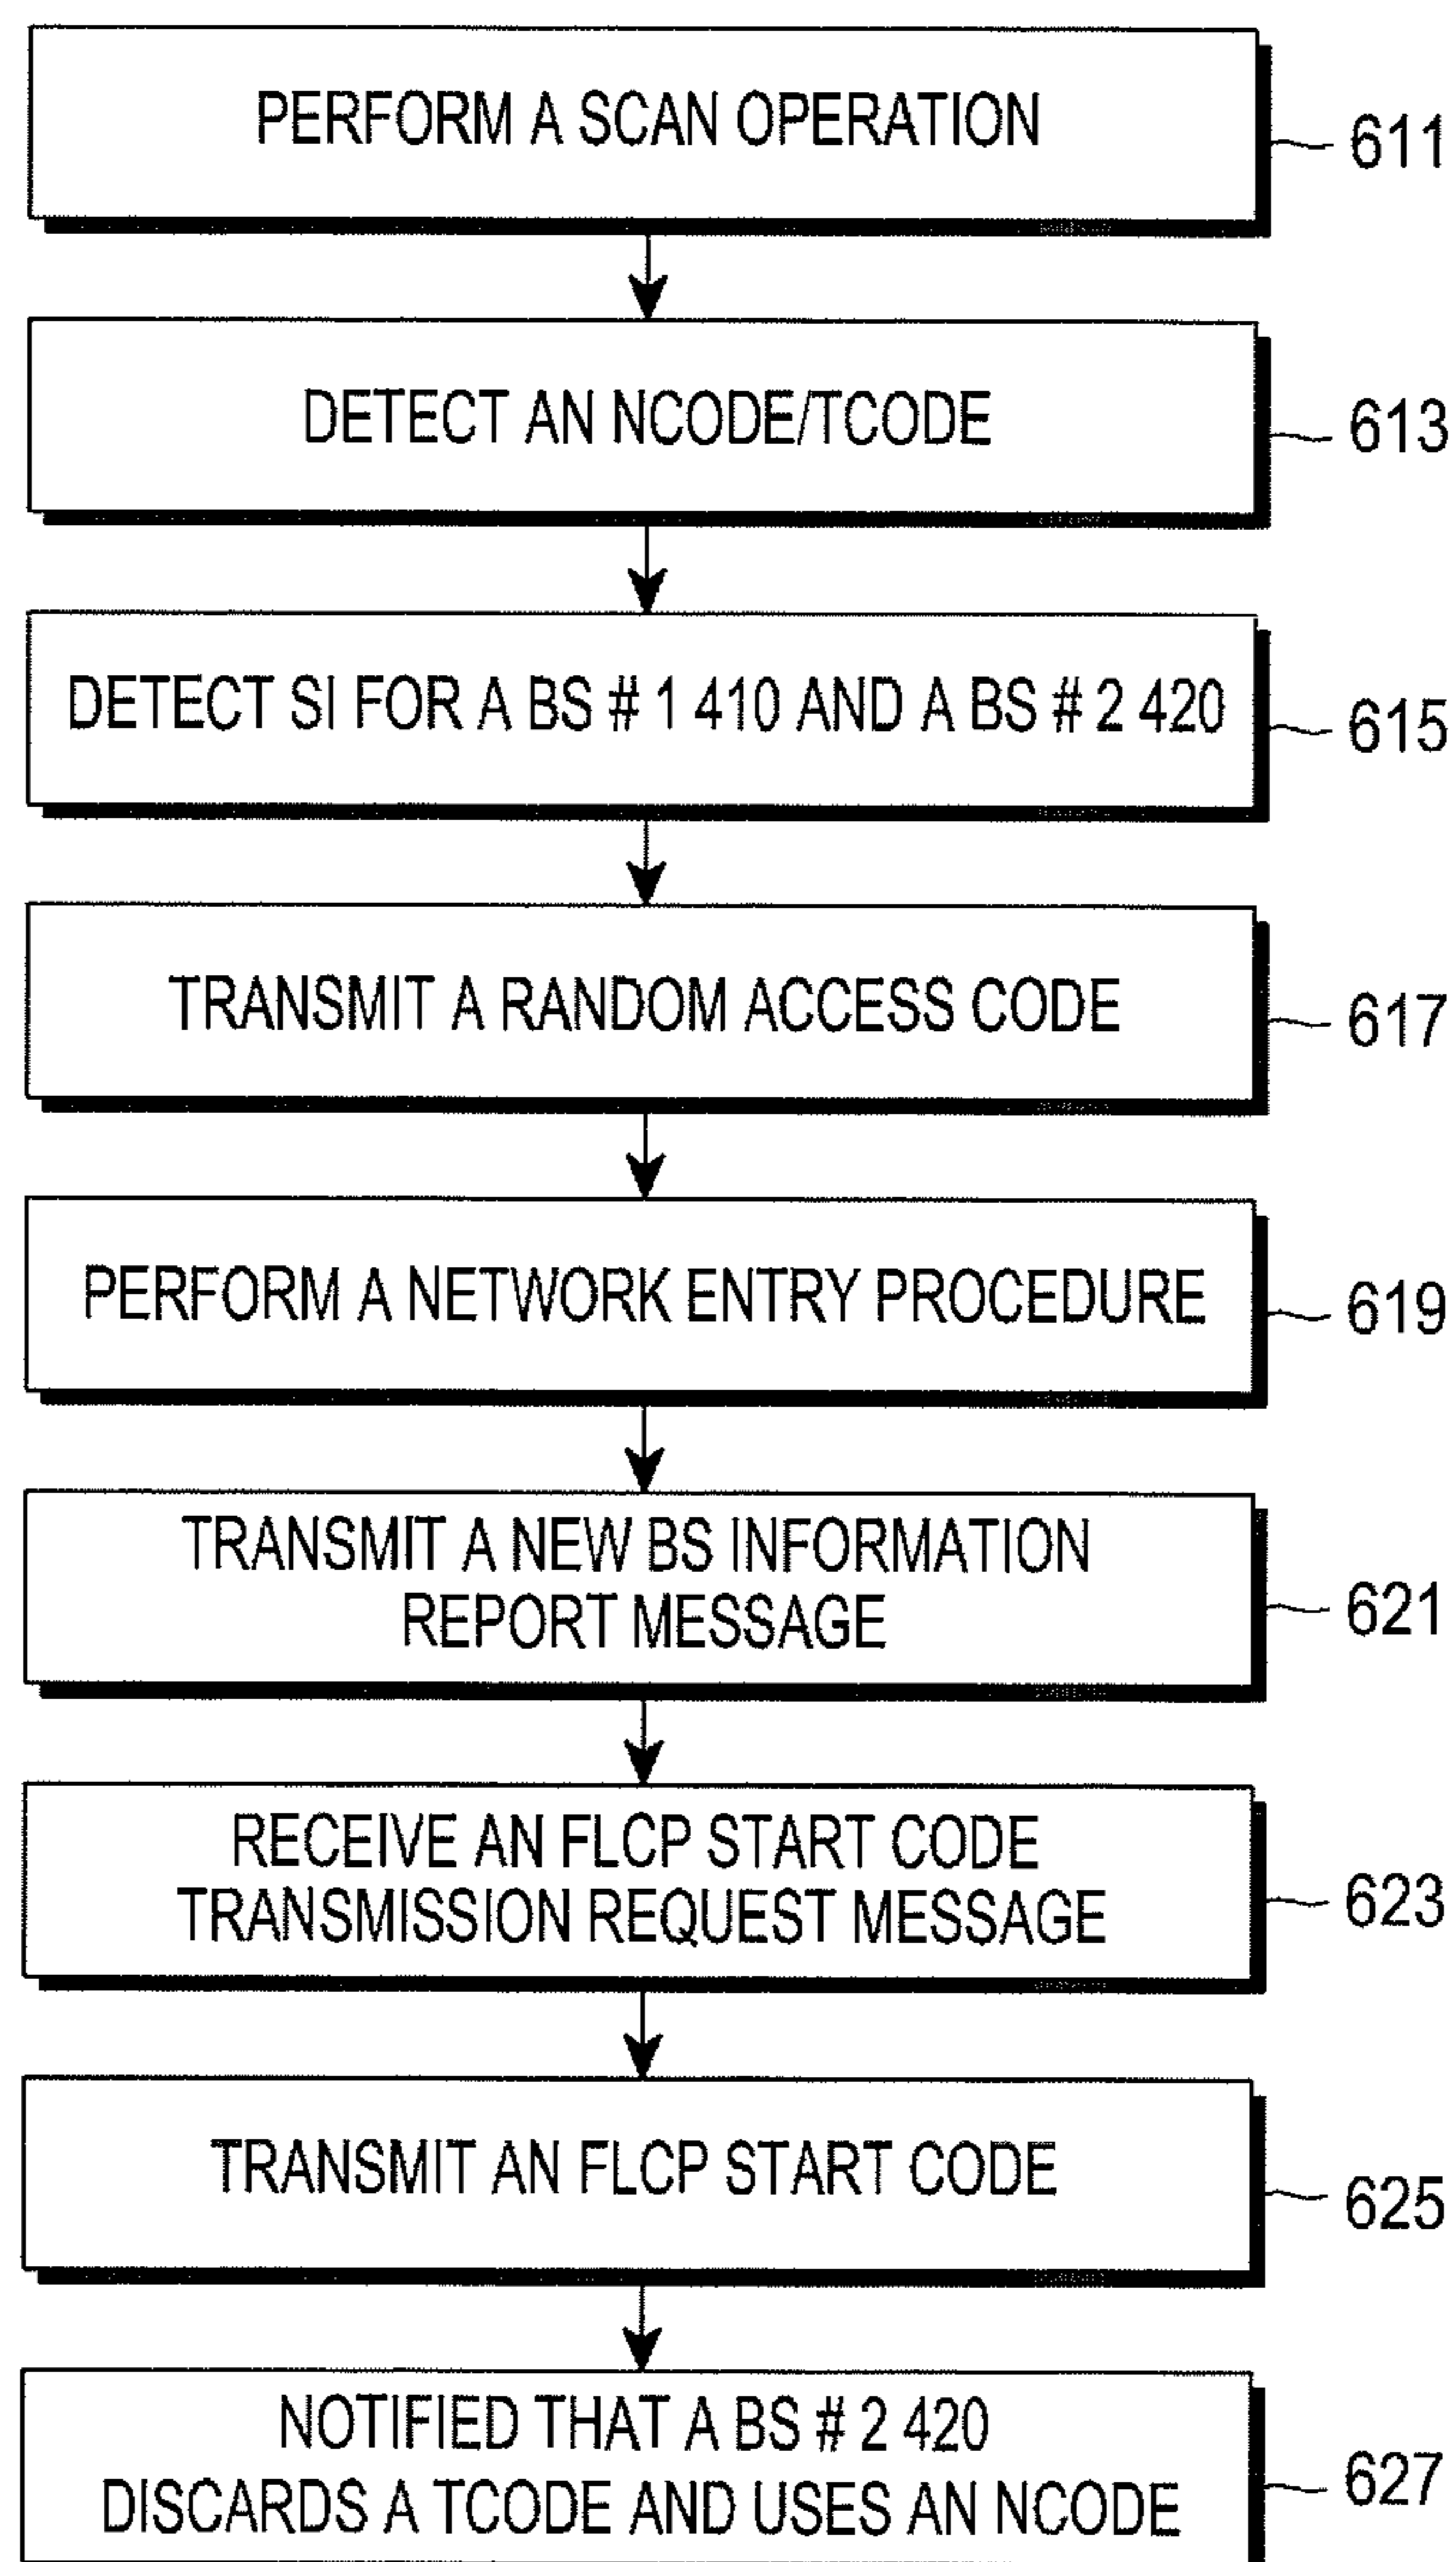 PERFORM A SCAN OPERATION
611
DETECT AN NCODE/TCODE
613
DETECT SI FOR A BS # 1 410 AND A BS # 2 420
615
TRANSMIT A RANDOM ACCESS CODE
617
PERFORM A NETWORK ENTRY PROCEDURE
619
TRANSMIT A NEW BS INFORMATION
REPORT MESSAGE
621
RECEIVE AN FLCP START CODE
TRANSMISSION REQUEST MESSAGE
623
TRANSMIT AN FLCP START CODE
625
NOTIFIED THAT A BS # 2 420
DISCARDS A TCODE AND USES AN NCODE
627